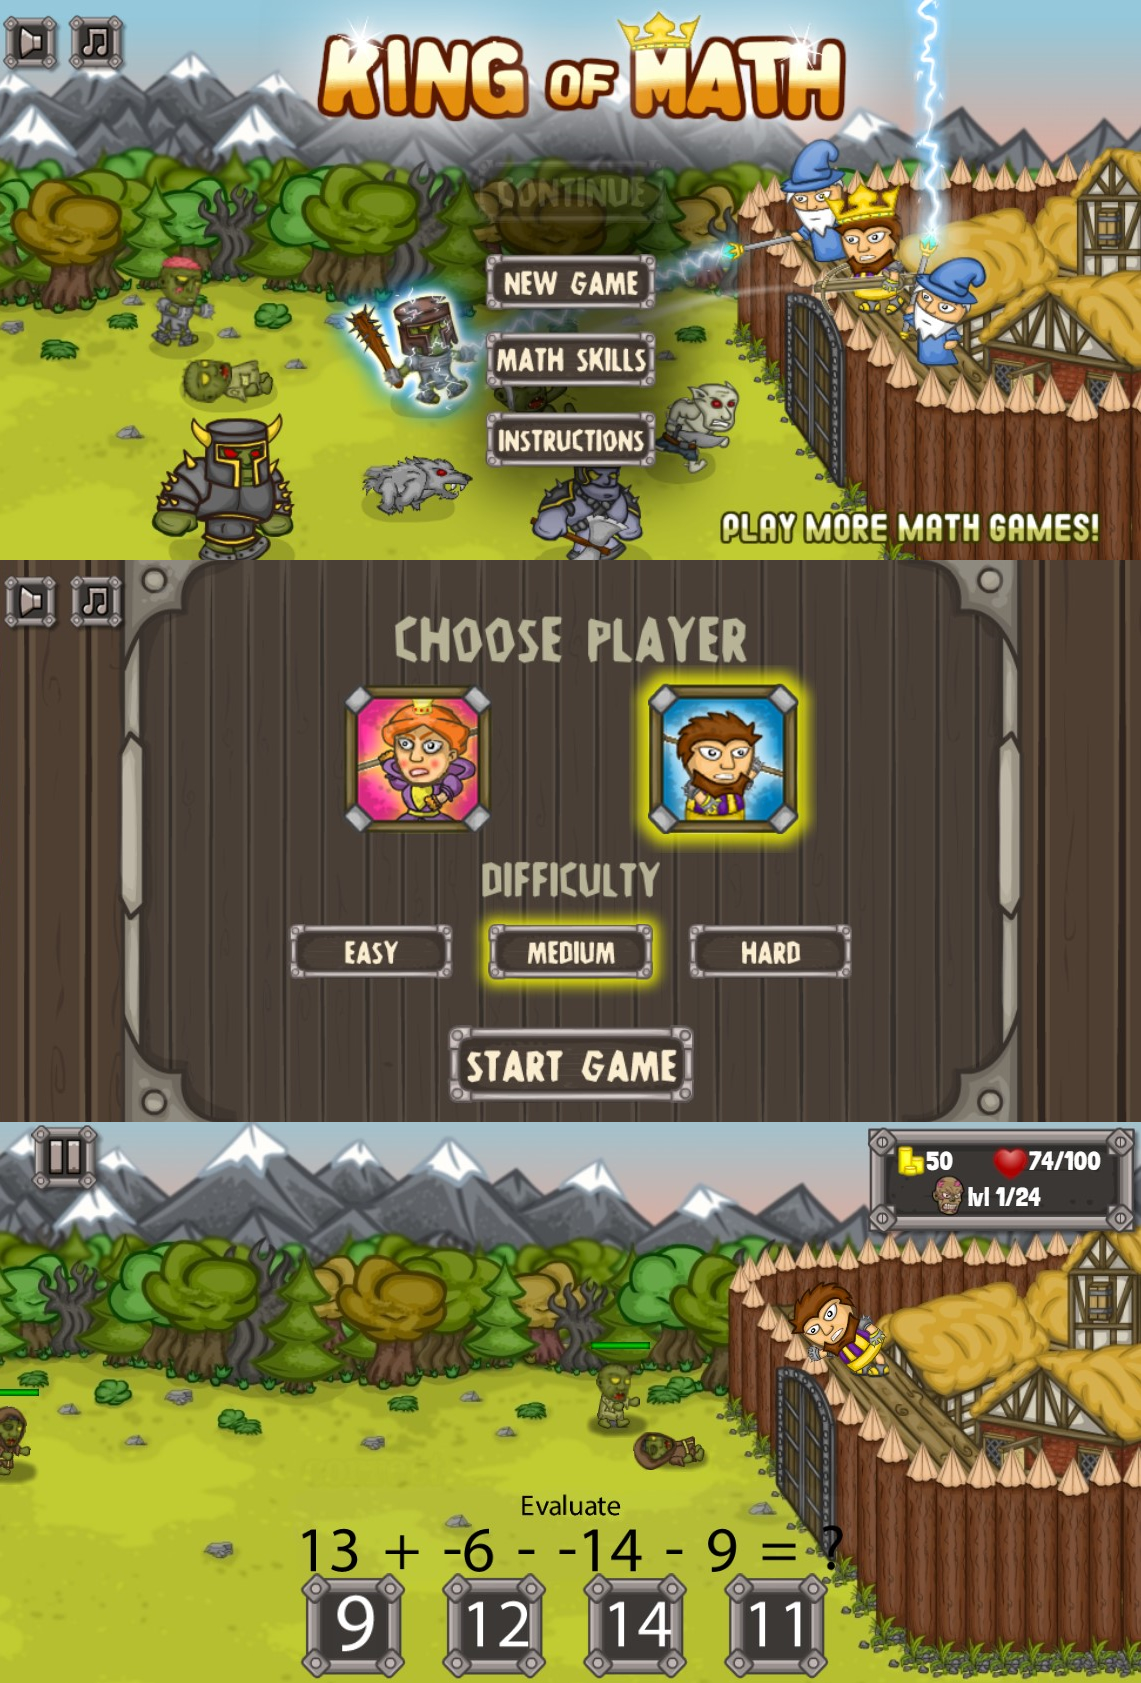 KING OF MATH
CONTINUE
NEW GAME
MATH SKILLS
INSTRUCTIONS
PLAY MORE MATH GAMES!
CHOOSE PLAYER
DIFFICULTY
EASY MEDIUM HARD
START GAME
50 74/100
lvl 1/24
Evaluate
13 + -6 - -14 - 9 = ?
9 12 14 11